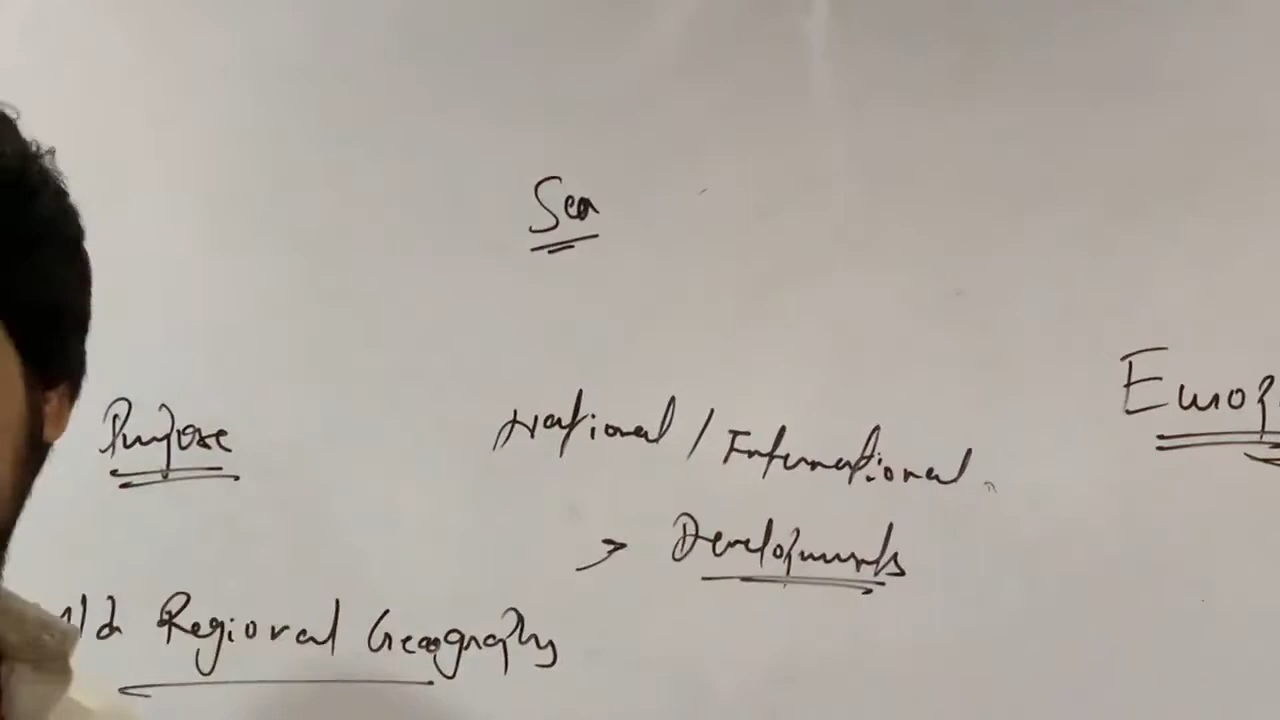 Sea
Purpose
National / International
Europ
→ Developments
ld Regional Geography